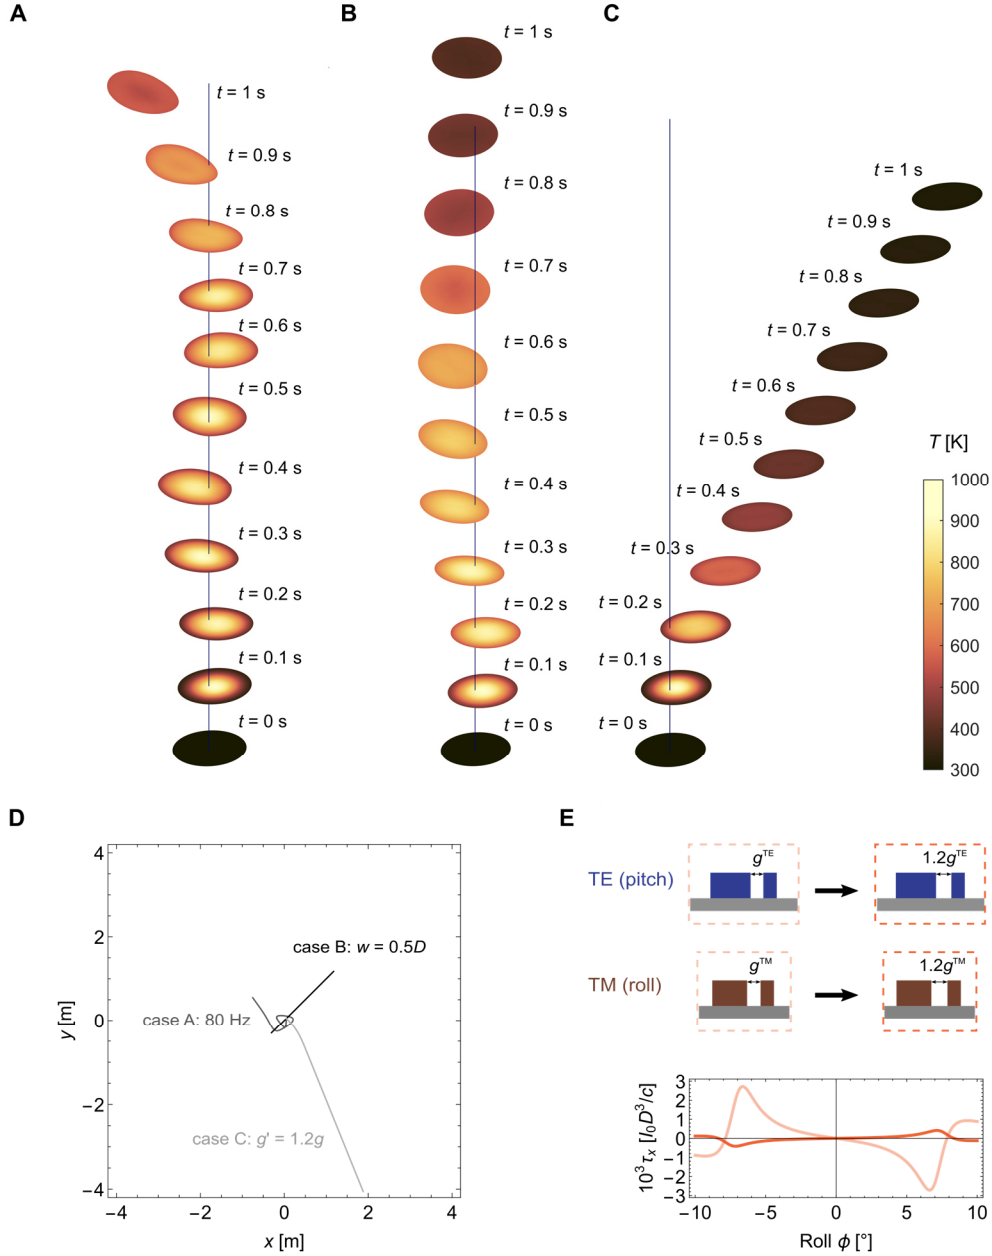 A
B
C
t = 1 s
t = 0.9 s
t = 0.8 s
t = 0.7 s
t = 0.6 s
t = 0.5 s
t = 0.4 s
t = 0.3 s
t = 0.2 s
t = 0.1 s
t = 0 s
t = 1 s
t = 0.9 s
t = 0.8 s
t = 0.7 s
t = 0.6 s
t = 0.5 s
t = 0.4 s
t = 0.3 s
t = 0.2 s
t = 0.1 s
t = 0 s
t = 1 s
t = 0.9 s
t = 0.8 s
t = 0.7 s
t = 0.6 s
t = 0.5 s
t = 0.4 s
t = 0.3 s
t = 0.2 s
t = 0.1 s
t = 0 s
T [K]
1000
900
800
700
600
500
400
300
D
4
2
0
−2
−4
y [m]
case B: w = 0.5D
case A: 80 Hz
case C: g' = 1.2g
−4
−2
0
2
4
x [m]
E
TE (pitch)
g^TE
1.2g^TE
TM (roll)
g^TM
1.2g^TM
10³τₓ [I₀D³/c]
3
2
1
0
−1
−2
−3
−10
−5
0
5
10
Roll ϕ [°]